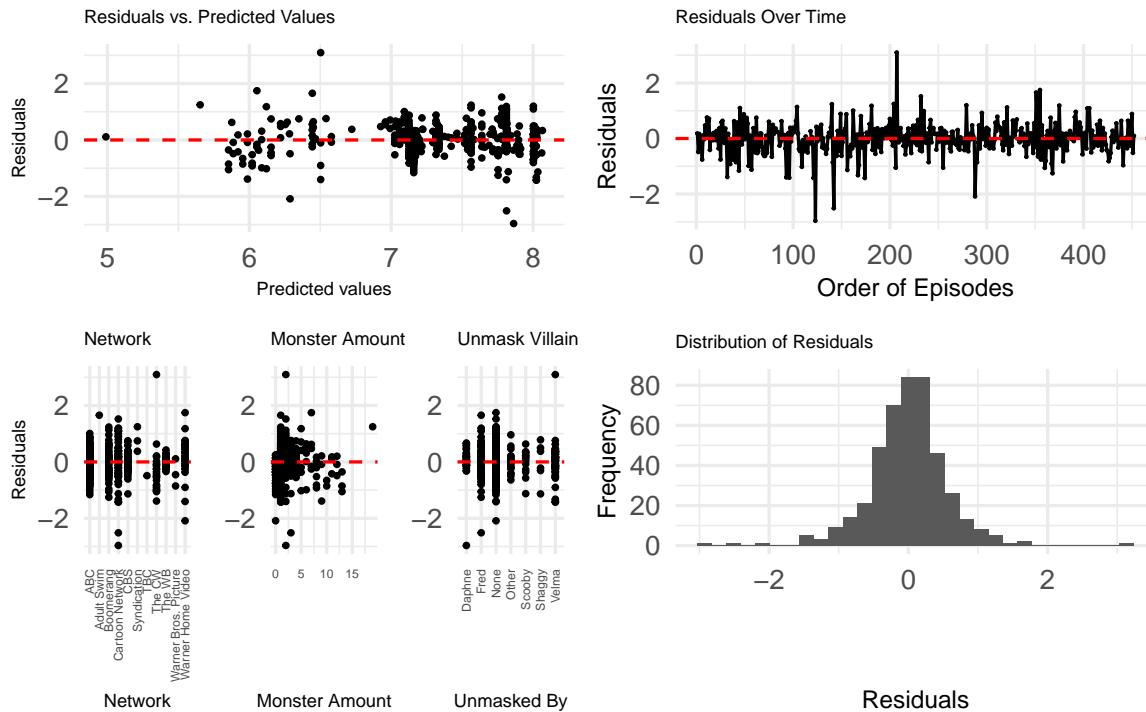 Residuals vs. Predicted Values
Residuals
2
0
−2
5 6 7 8
Predicted values
Residuals Over Time
Residuals
2
0
−2
0 100 200 300 400
Order of Episodes
Network
Residuals
2
0
−2
ABC
Adult Swim
Boomerang
Cartoon Network
CBS
Syndication
TBC
The CW
The WB
Warner Bros. Picture
Warner Home Video
Network
Monster Amount
2
0
−2
0 5 10 15
Monster Amount
Unmask Villain
2
0
−2
Daphne
Fred
None
Other
Scooby
Shaggy
Velma
Unmasked By
Distribution of Residuals
Frequency
80
60
40
20
0
−2 0 2
Residuals